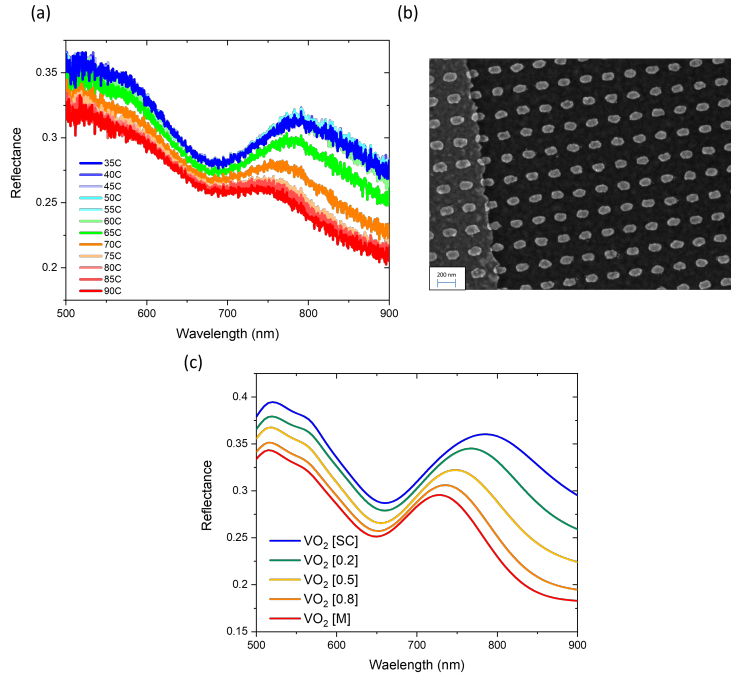 (a)
Reflectance
0.35
0.3
0.25
0.2
35C
40C
45C
50C
55C
60C
65C
70C
75C
80C
85C
90C
500
600
700
800
900
Wavelength (nm)
(b)
200 nm
(c)
Reflectance
0.4
0.35
0.3
0.25
0.2
0.15
VO2 [SC]
VO2 [0.2]
VO2 [0.5]
VO2 [0.8]
VO2 [M]
500
600
700
800
900
Waelength (nm)